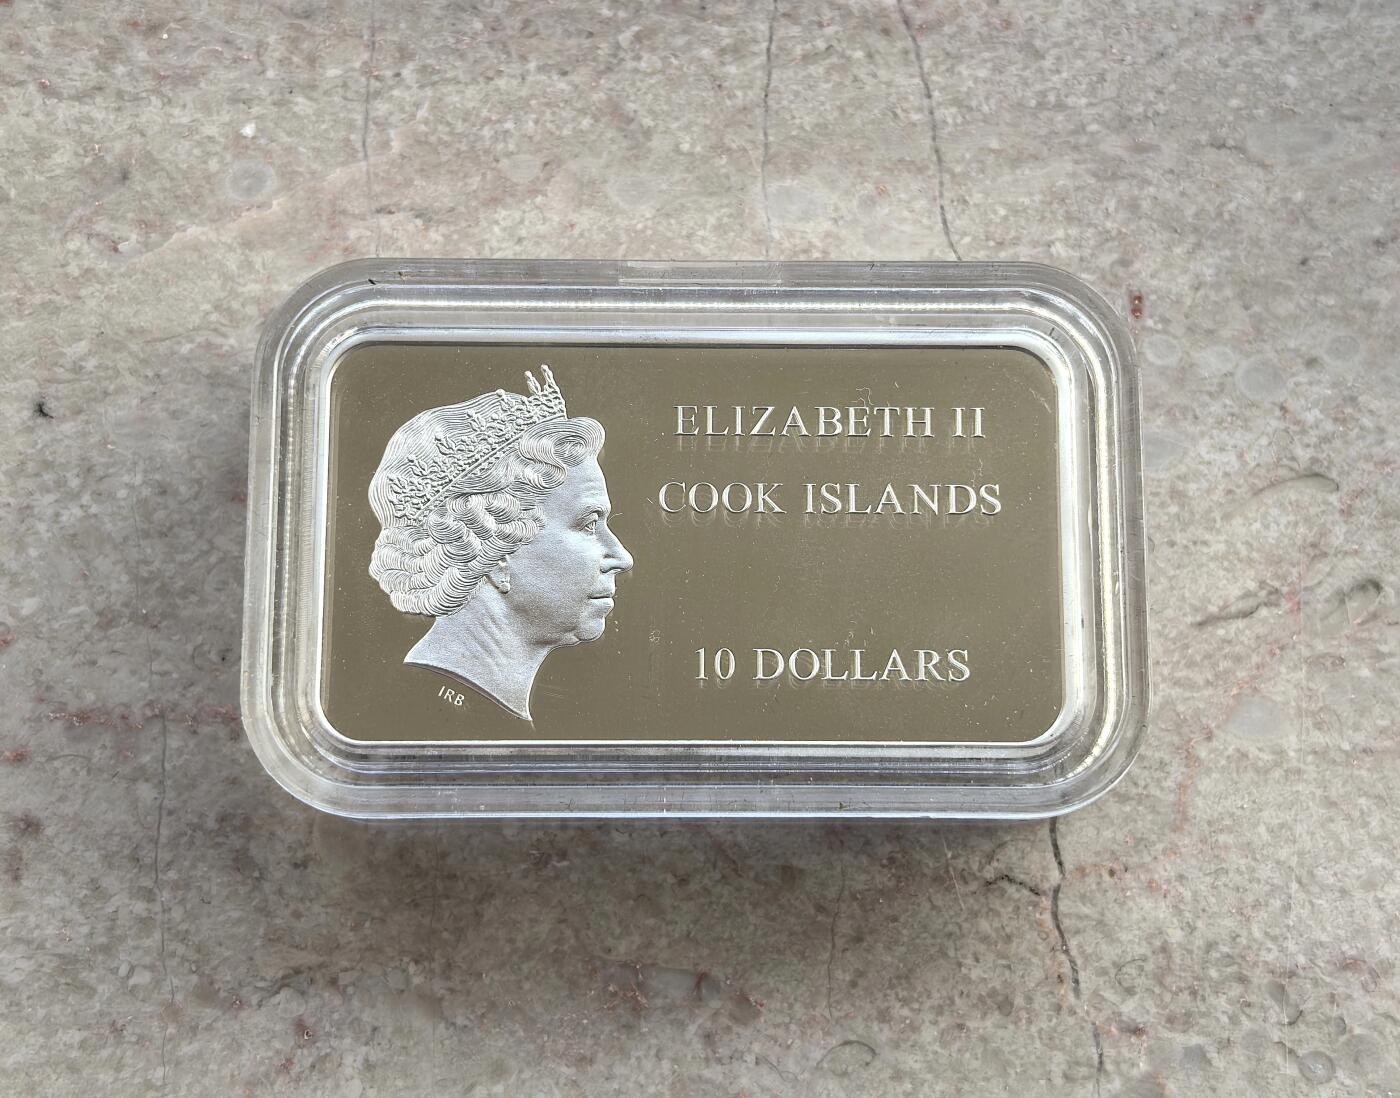 ELIZABETH II
COOK ISLANDS
10 DOLLARS
IRB